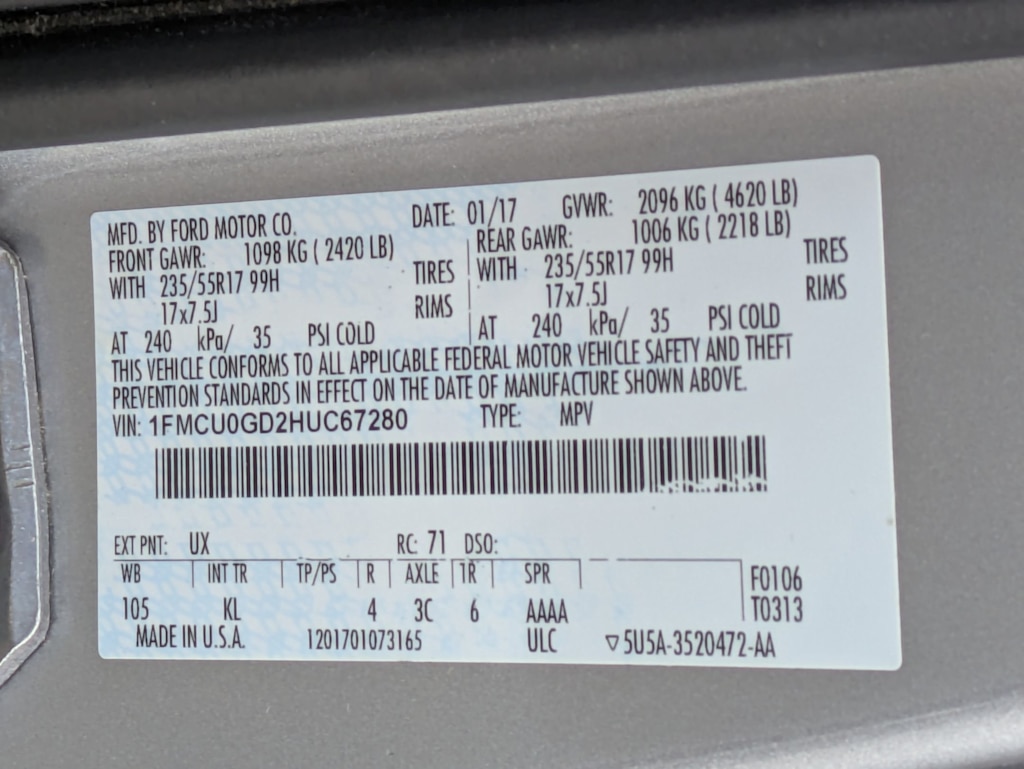 MFD. BY FORD MOTOR CO. DATE: 01/17 GVWR: 2096 KG ( 4620 LB)
FRONT GAWR: 1098 KG ( 2420 LB) REAR GAWR: 1006 KG ( 2218 LB)
WITH 235/55R17 99H TIRES WITH 235/55R17 99H TIRES
17x7.5J RIMS 17x7.5J RIMS
AT 240 kPa/ 35 PSI COLD AT 240 kPa/ 35 PSI COLD
THIS VEHICLE CONFORMS TO ALL APPLICABLE FEDERAL MOTOR VEHICLE SAFETY AND THEFT
PREVENTION STANDARDS IN EFFECT ON THE DATE OF MANUFACTURE SHOWN ABOVE.
VIN: 1FMCU0GD2HUC67280 TYPE: MPV
EXT PNT: UX RC: 71 DSO:
WB INT TR TP/PS R AXLE TR SPR F0106
105 KL 4 3C 6 AAAA T0313
MADE IN U.S.A. 1201701073165 ULC ▽5U5A-3520472-AA